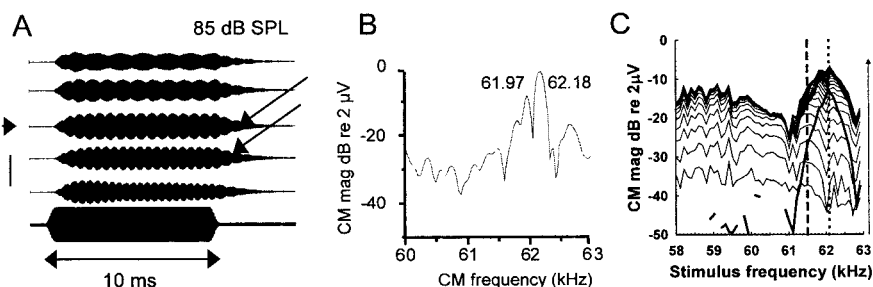 A
85 dB SPL
10 ms
B
CM mag dB re 2 μV
0
-20
-40
61.97 62.18
60 61 62 63
CM frequency (kHz)
C
CM mag dB re 2μV
0
-10
-20
-30
-40
-50
58 59 60 61 62 63
Stimulus frequency (kHz)